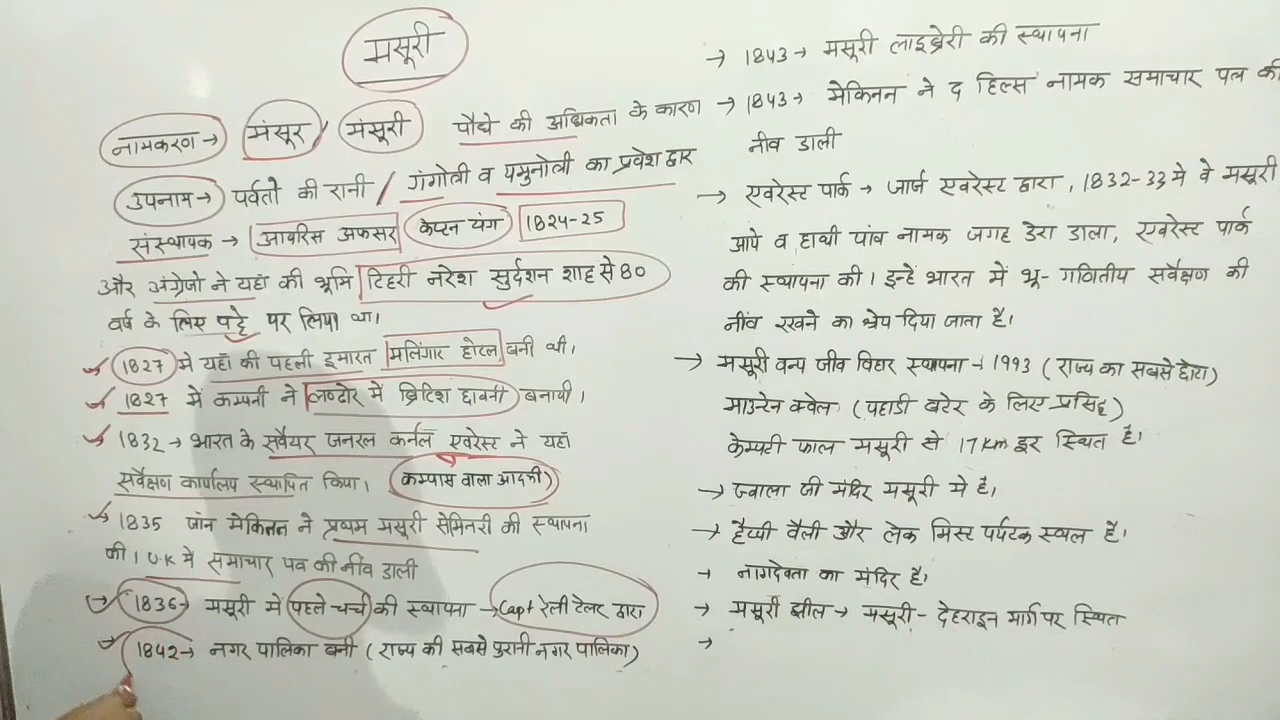 मसूरी
नामकरण → मंसूर / मंसूरी पौधे की अधिकता के कारण
उपनाम → पर्वतो की रानी / गंगोत्री व यमुनोत्री का प्रवेश द्वार
संस्थापक → आयरिस अफसर केप्टन यंग 1824-25
और अंग्रेजो ने यहां की भूमि टिहरी नरेश सुर्दशन शाह से 80
वर्ष के लिए पट्टे पर लिया था।
1827 में यहाँ की पहली इमारत मलिंगार होटल बनी थी।
1827 में कम्पनी ने लण्ढोर में ब्रिटिश छावनी बनायी।
1832 → भारत के सर्वेयर जनरल कर्नल एवरेस्ट ने यहाँ
सर्वेक्षण कार्यालय स्थापित किया। (कम्पास वाला आदमी)
1835 जॉन मेकिनन ने प्रथम मसूरी सेमिनरी की स्थापना
की। U.K में समाचार पत्र की नींव डाली
1836 → मसूरी में पहले चर्च की स्थापना → Capt रेली टेलर द्वारा
1842 → नगर पालिका बनी (राज्य की सबसे पुरानी नगर पालिका)
→ 1843 → मसूरी लाइब्रेरी की स्थापना
→ 1843 → मेकिनन ने द हिल्स नामक समाचार पत्र की
नीव डाली
→ एवरेस्ट पार्क → जार्ज एवरेस्ट द्वारा, 1832-33 मे वे मसूरी
आये व हाथी पांव नामक जगह डेरा डाला, एवरेस्ट पार्क
की स्थापना की। इन्हे भारत में भू-गणितीय सर्वेक्षण की
नींव रखने का श्रेय दिया जाता है।
→ मसूरी वन्य जीव विहार स्थापना - 1993 (राज्य का सबसे छोटा)
माउन्टेन क्वेल (पहाडी बटेर के लिए प्रसिद्द)
केम्पटी फाल मसूरी से 17 Km दूर स्थित है।
→ ज्वाला जी मंदिर मसूरी मे है।
→ हैप्पी वैली और लेक मिस्ट पर्यटक स्थल है।
→ नागदेवता का मंदिर है।
→ मसूरी झील → मसूरी - देहरादून मार्ग पर स्थित
→